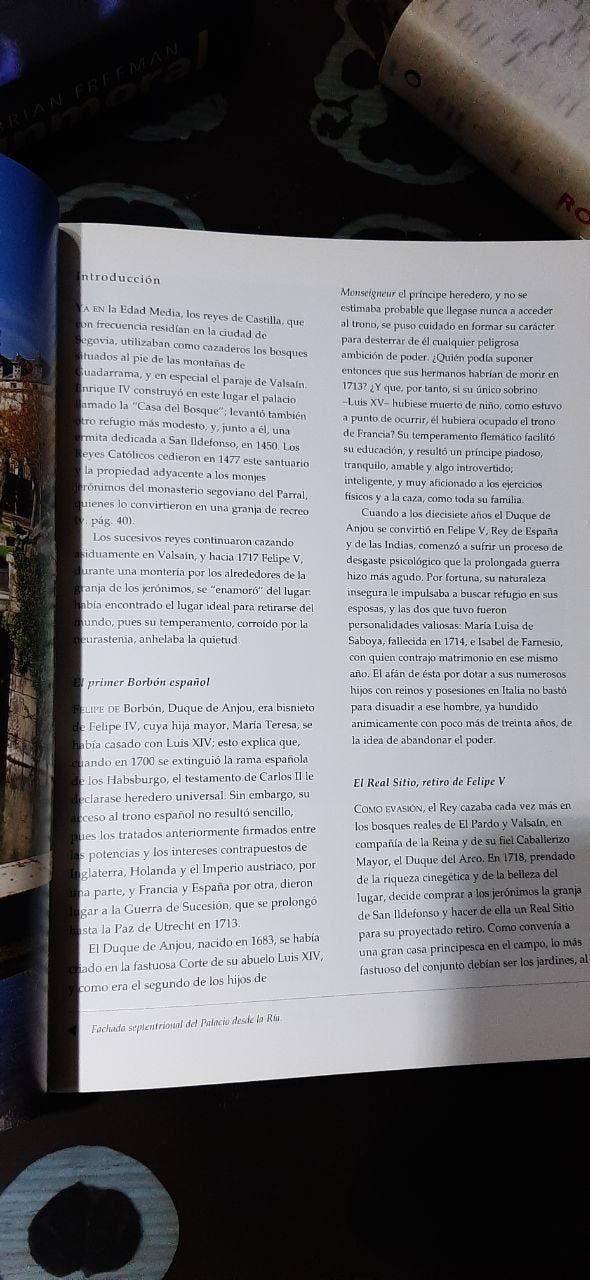 BRIAN FREEMAN
Inmoral
RO
Introducción
YA EN la Edad Media, los reyes de Castilla, que
con frecuencia residían en la ciudad de
Segovia, utilizaban como cazaderos los bosques
situados al pie de las montañas de
Guadarrama, y en especial el paraje de Valsaín.
Enrique IV construyó en este lugar el palacio
llamado la "Casa del Bosque"; levantó también
otro refugio más modesto, y, junto a él, una
ermita dedicada a San Ildefonso, en 1450. Los
Reyes Católicos cedieron en 1477 este santuario
y la propiedad adyacente a los monjes
jerónimos del monasterio segoviano del Parral,
quienes lo convirtieron en una granja de recreo
(v. pág. 40).
Los sucesivos reyes continuaron cazando
asiduamente en Valsaín, y hacia 1717 Felipe V,
durante una montería por los alrededores de la
granja de los jerónimos, se "enamoró" del lugar:
había encontrado el lugar ideal para retirarse del
mundo, pues su temperamento, corroído por la
neurastenia, anhelaba la quietud.
El primer Borbón español
FELIPE DE Borbón, Duque de Anjou, era bisnieto
de Felipe IV, cuya hija mayor, María Teresa, se
había casado con Luis XIV; esto explica que,
cuando en 1700 se extinguió la rama española
de los Habsburgo, el testamento de Carlos II le
declarase heredero universal. Sin embargo, su
acceso al trono español no resultó sencillo,
pues los tratados anteriormente firmados entre
las potencias y los intereses contrapuestos de
Inglaterra, Holanda y el Imperio austriaco, por
una parte, y Francia y España por otra, dieron
lugar a la Guerra de Sucesión, que se prolongó
hasta la Paz de Utrecht en 1713.
El Duque de Anjou, nacido en 1683, se había
criado en la fastuosa Corte de su abuelo Luis XIV,
y como era el segundo de los hijos de
Monseigneur el príncipe heredero, y no se
estimaba probable que llegase nunca a acceder
al trono, se puso cuidado en formar su carácter
para desterrar de él cualquier peligrosa
ambición de poder. ¿Quién podía suponer
entonces que sus hermanos habrían de morir en
1713? ¿Y que, por tanto, si su único sobrino
–Luis XV– hubiese muerto de niño, como estuvo
a punto de ocurrir, él hubiera ocupado el trono
de Francia? Su temperamento flemático facilitó
su educación, y resultó un príncipe piadoso,
tranquilo, amable y algo introvertido;
inteligente, y muy aficionado a los ejercicios
físicos y a la caza, como toda su familia.
Cuando a los diecisiete años el Duque de
Anjou se convirtió en Felipe V, Rey de España
y de las Indias, comenzó a sufrir un proceso de
desgaste psicológico que la prolongada guerra
hizo más agudo. Por fortuna, su naturaleza
insegura le impulsaba a buscar refugio en sus
esposas, y las dos que tuvo fueron
personalidades valiosas: María Luisa de
Saboya, fallecida en 1714, e Isabel de Farnesio,
con quien contrajo matrimonio en ese mismo
año. El afán de ésta por dotar a sus numerosos
hijos con reinos y posesiones en Italia no bastó
para disuadir a ese hombre, ya hundido
anímicamente con poco más de treinta años, de
la idea de abandonar el poder.
El Real Sitio, retiro de Felipe V
COMO EVASIÓN, el Rey cazaba cada vez más en
los bosques reales de El Pardo y Valsaín, en
compañía de la Reina y de su fiel Caballerizo
Mayor, el Duque del Arco. En 1718, prendado
de la riqueza cinegética y de la belleza del
lugar, decide comprar a los jerónimos la granja
de San Ildefonso y hacer de ella un Real Sitio
para su proyectado retiro. Como convenía a
una gran casa principesca en el campo, lo más
fastuoso del conjunto debían ser los jardines, al
Fachada septentrional del Palacio desde la Ría.